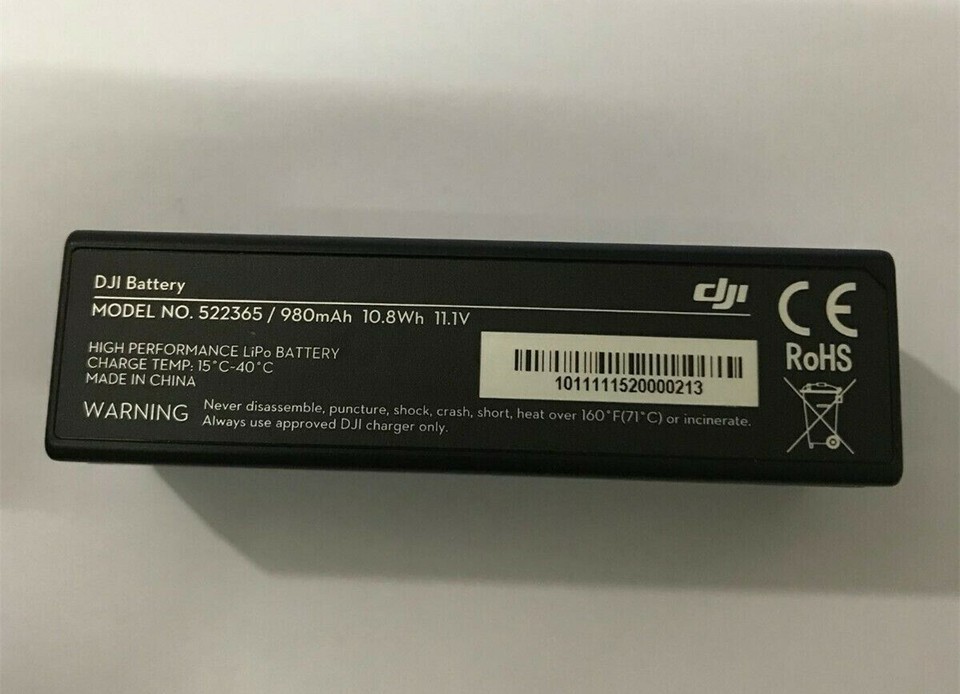 DJI Battery
dji
MODEL NO. 522365 / 980mAh 10.8Wh 11.1V
CE
HIGH PERFORMANCE LiPo BATTERY
CHARGE TEMP: 15°C-40°C
MADE IN CHINA
1011111520000213
RoHS
WARNING
Never disassemble, puncture, shock, crash, short, heat over 160°F(71°C) or incinerate.
Always use approved DJI charger only.